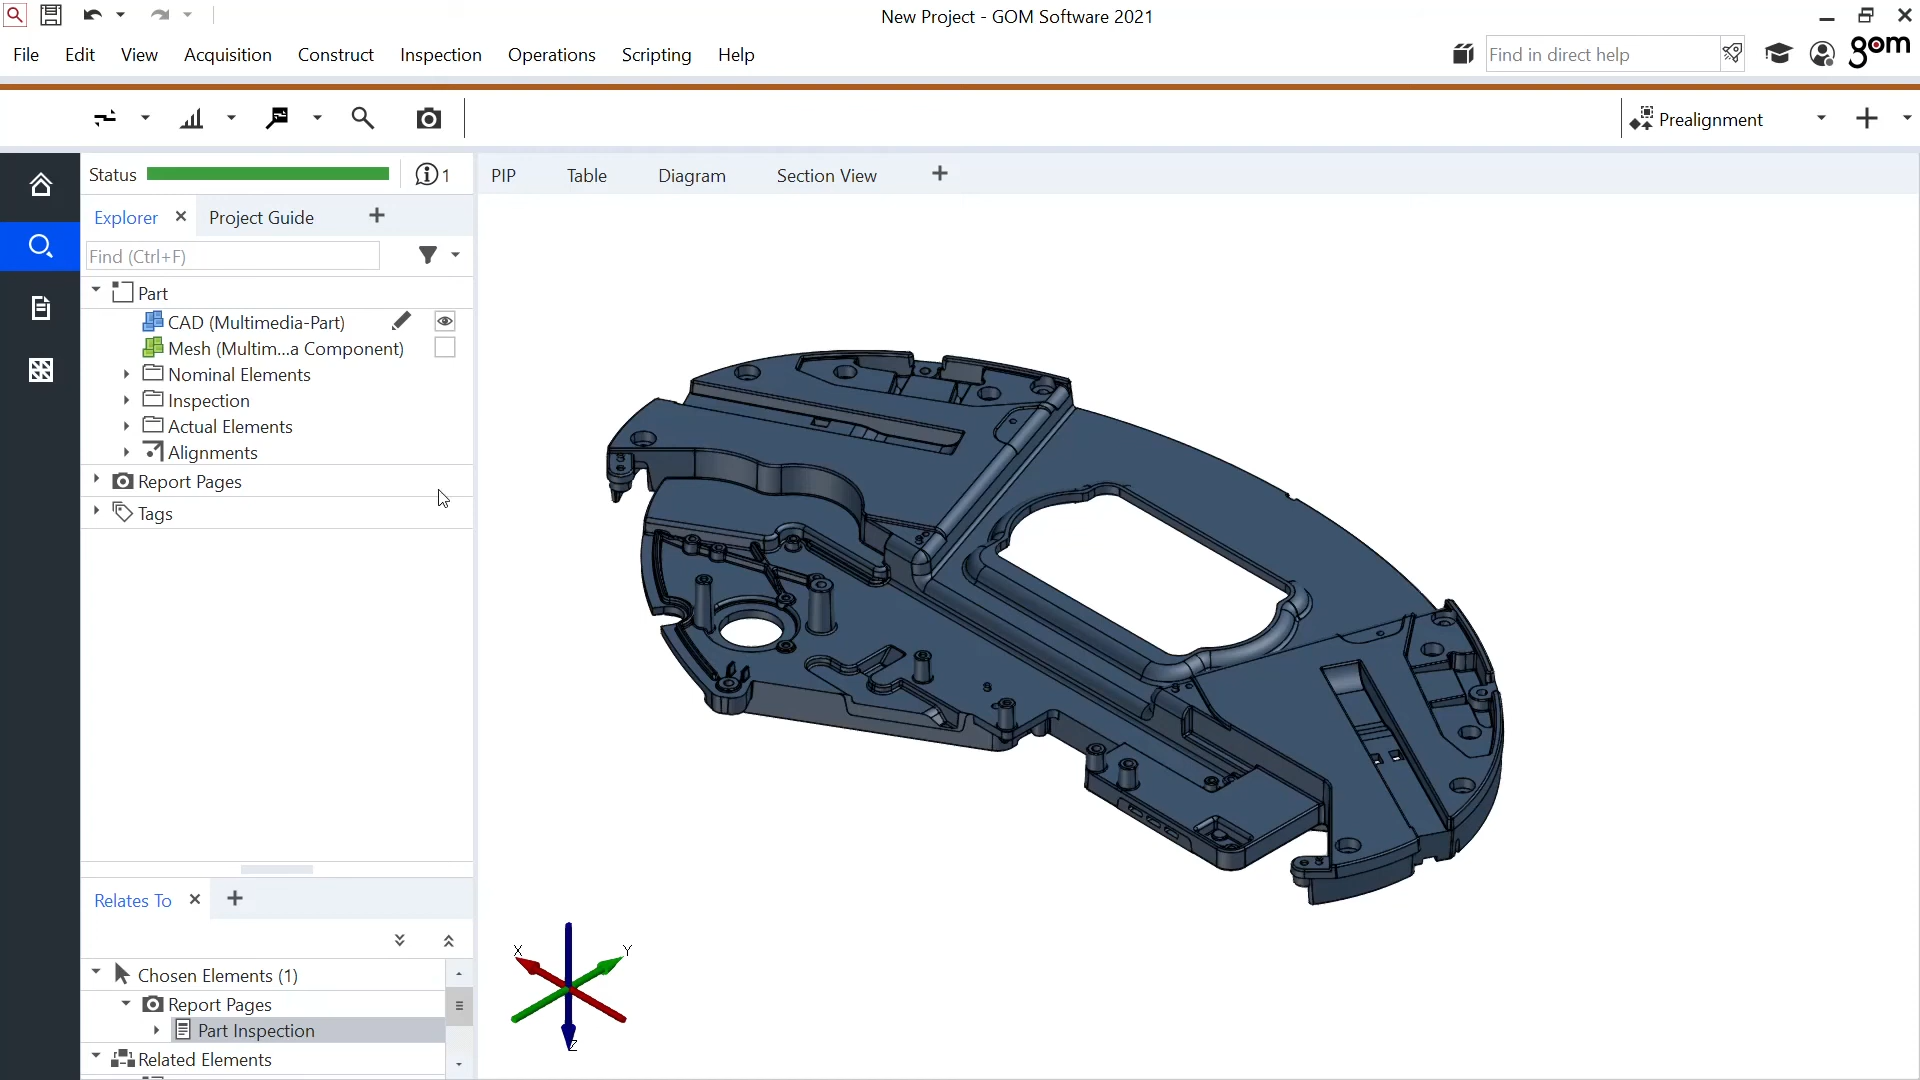 New Project - GOM Software 2021
File Edit View Acquisition Construct Inspection Operations Scripting Help
Find in direct help
gom
Prealignment
Status
1
PIP Table Diagram Section View
Explorer Project Guide
Find (Ctrl+F)
Part
CAD (Multimedia-Part)
Mesh (Multim...a Component)
Nominal Elements
Inspection
Actual Elements
Alignments
Report Pages
Tags
Relates To
X
Y
Chosen Elements (1)
Report Pages
Part Inspection
Z
Related Elements